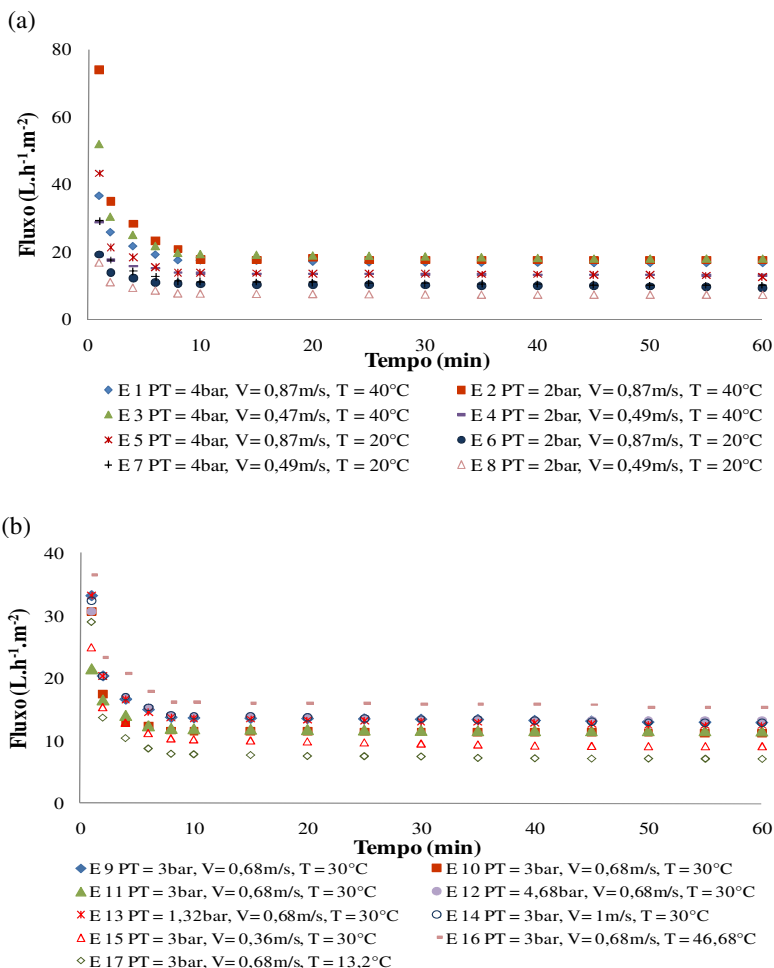 (a)
80
60
40
20
0
Fluxo (L.h-1.m-2)
0 10 20 30 40 50 60
Tempo (min)
E 1 PT = 4bar, V= 0,87m/s, T = 40°C E 2 PT = 2bar, V= 0,87m/s, T = 40°C
E 3 PT = 4bar, V= 0,47m/s, T = 40°C E 4 PT = 2bar, V= 0,49m/s, T = 40°C
E 5 PT = 4bar, V= 0,87m/s, T = 20°C E 6 PT = 2bar, V= 0,87m/s, T = 20°C
E 7 PT = 4bar, V= 0,49m/s, T = 20°C E 8 PT = 2bar, V= 0,49m/s, T = 20°C
(b)
40
30
20
10
0
Fluxo (L.h-1.m-2)
0 10 20 30 40 50 60
Tempo (min)
E 9 PT = 3bar, V= 0,68m/s, T= 30°C E 10 PT = 3bar, V= 0,68m/s, T= 30°C
E 11 PT = 3bar, V= 0,68m/s, T= 30°C E 12 PT = 4,68bar, V= 0,68m/s, T= 30°C
E 13 PT = 1,32bar, V= 0,68m/s, T= 30°C E 14 PT = 3bar, V= 1m/s, T= 30°C
E 15 PT = 3bar, V= 0,36m/s, T= 30°C E 16 PT = 3bar, V= 0,68m/s, T= 46,68°C
E 17 PT = 3bar, V= 0,68m/s, T= 13,2°C